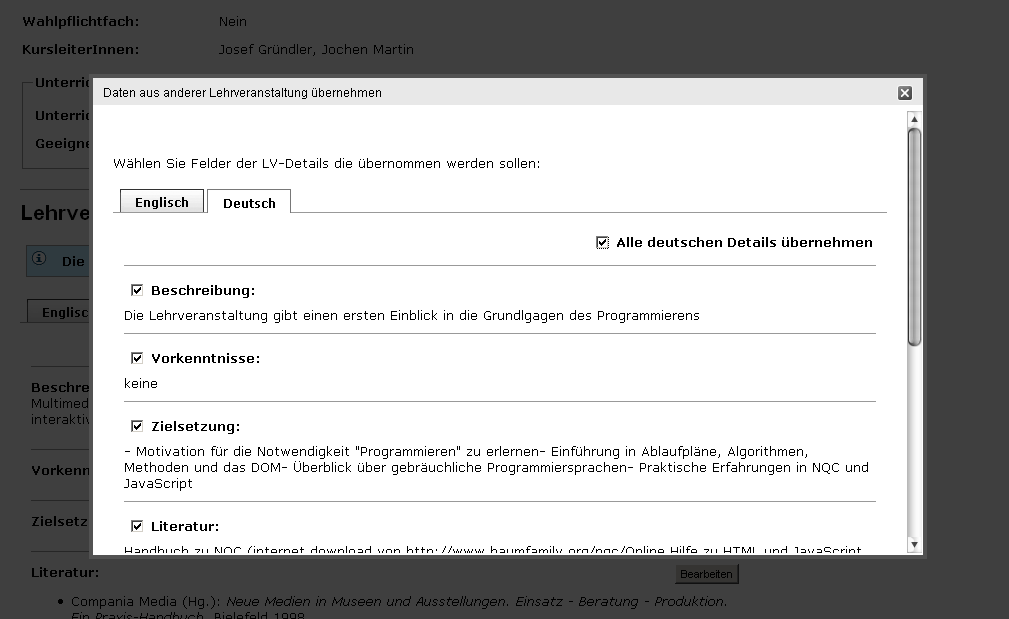 Wahlpflichtfach: Nein
KursleiterInnen: Josef Gründler, Jochen Martin
Daten aus anderer Lehrveranstaltung übernehmen
Wählen Sie Felder der LV-Details die übernommen werden sollen:
Englisch Deutsch
Alle deutschen Details übernehmen
Beschreibung:
Die Lehrveranstaltung gibt einen ersten Einblick in die Grundlgagen des Programmierens
Vorkenntnisse:
keine
Zielsetzung:
- Motivation für die Notwendigkeit "Programmieren" zu erlernen- Einführung in Ablaufpläne, Algorithmen,
Methoden und das DOM- Überblick über gebräuchliche Programmiersprachen- Praktische Erfahrungen in NQC und
JavaScript
Literatur:
Handbuch zu NQC (internet download von http://www.baumfamily.org/nqc/Online Hilfe zu HTML und JavaScript
Unterri
Unterri
Geeigne
Lehrve
Die
Englisc
Beschre
Multimed
interaktiv
Vorkenn
Zielsetz
Literatur: Bearbeiten
• Compania Media (Hg.): Neue Medien in Museen und Ausstellungen. Einsatz - Beratung - Produktion.
Ein Praxis-Handbuch. Bielefeld 1998